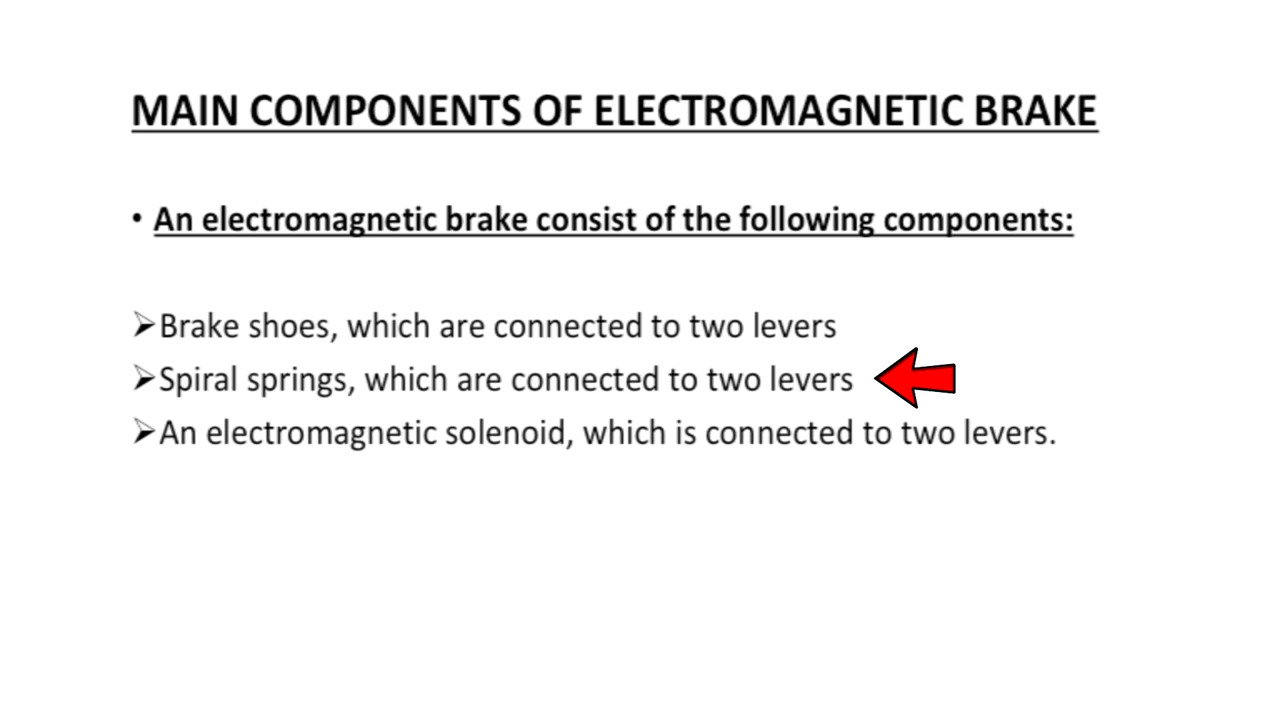 MAIN COMPONENTS OF ELECTROMAGNETIC BRAKE
• An electromagnetic brake consist of the following components:
➢Brake shoes, which are connected to two levers
➢Spiral springs, which are connected to two levers
➢An electromagnetic solenoid, which is connected to two levers.